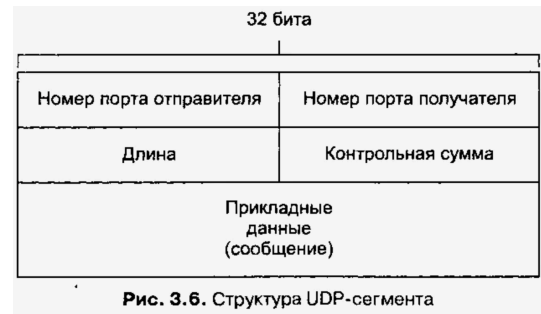 32 бита
Номер порта отправителя
Номер порта получателя
Длина
Контрольная сумма
Прикладные
данные
(сообщение)
Рис. 3.6. Структура UDP-сегмента